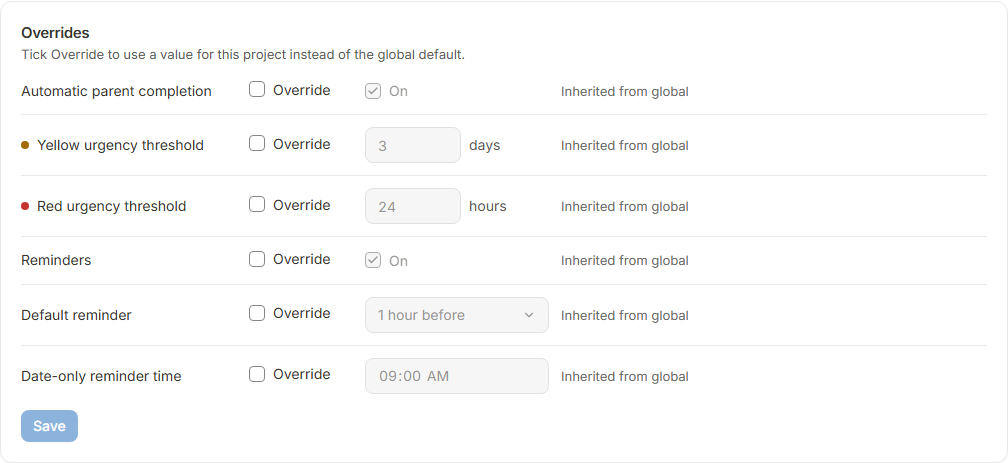 Overrides
Tick Override to use a value for this project instead of the global default.
Automatic parent completion Override On Inherited from global
Yellow urgency threshold Override 3 days Inherited from global
Red urgency threshold Override 24 hours Inherited from global
Reminders Override On Inherited from global
Default reminder Override 1 hour before Inherited from global
Date-only reminder time Override 09:00 AM Inherited from global
Save